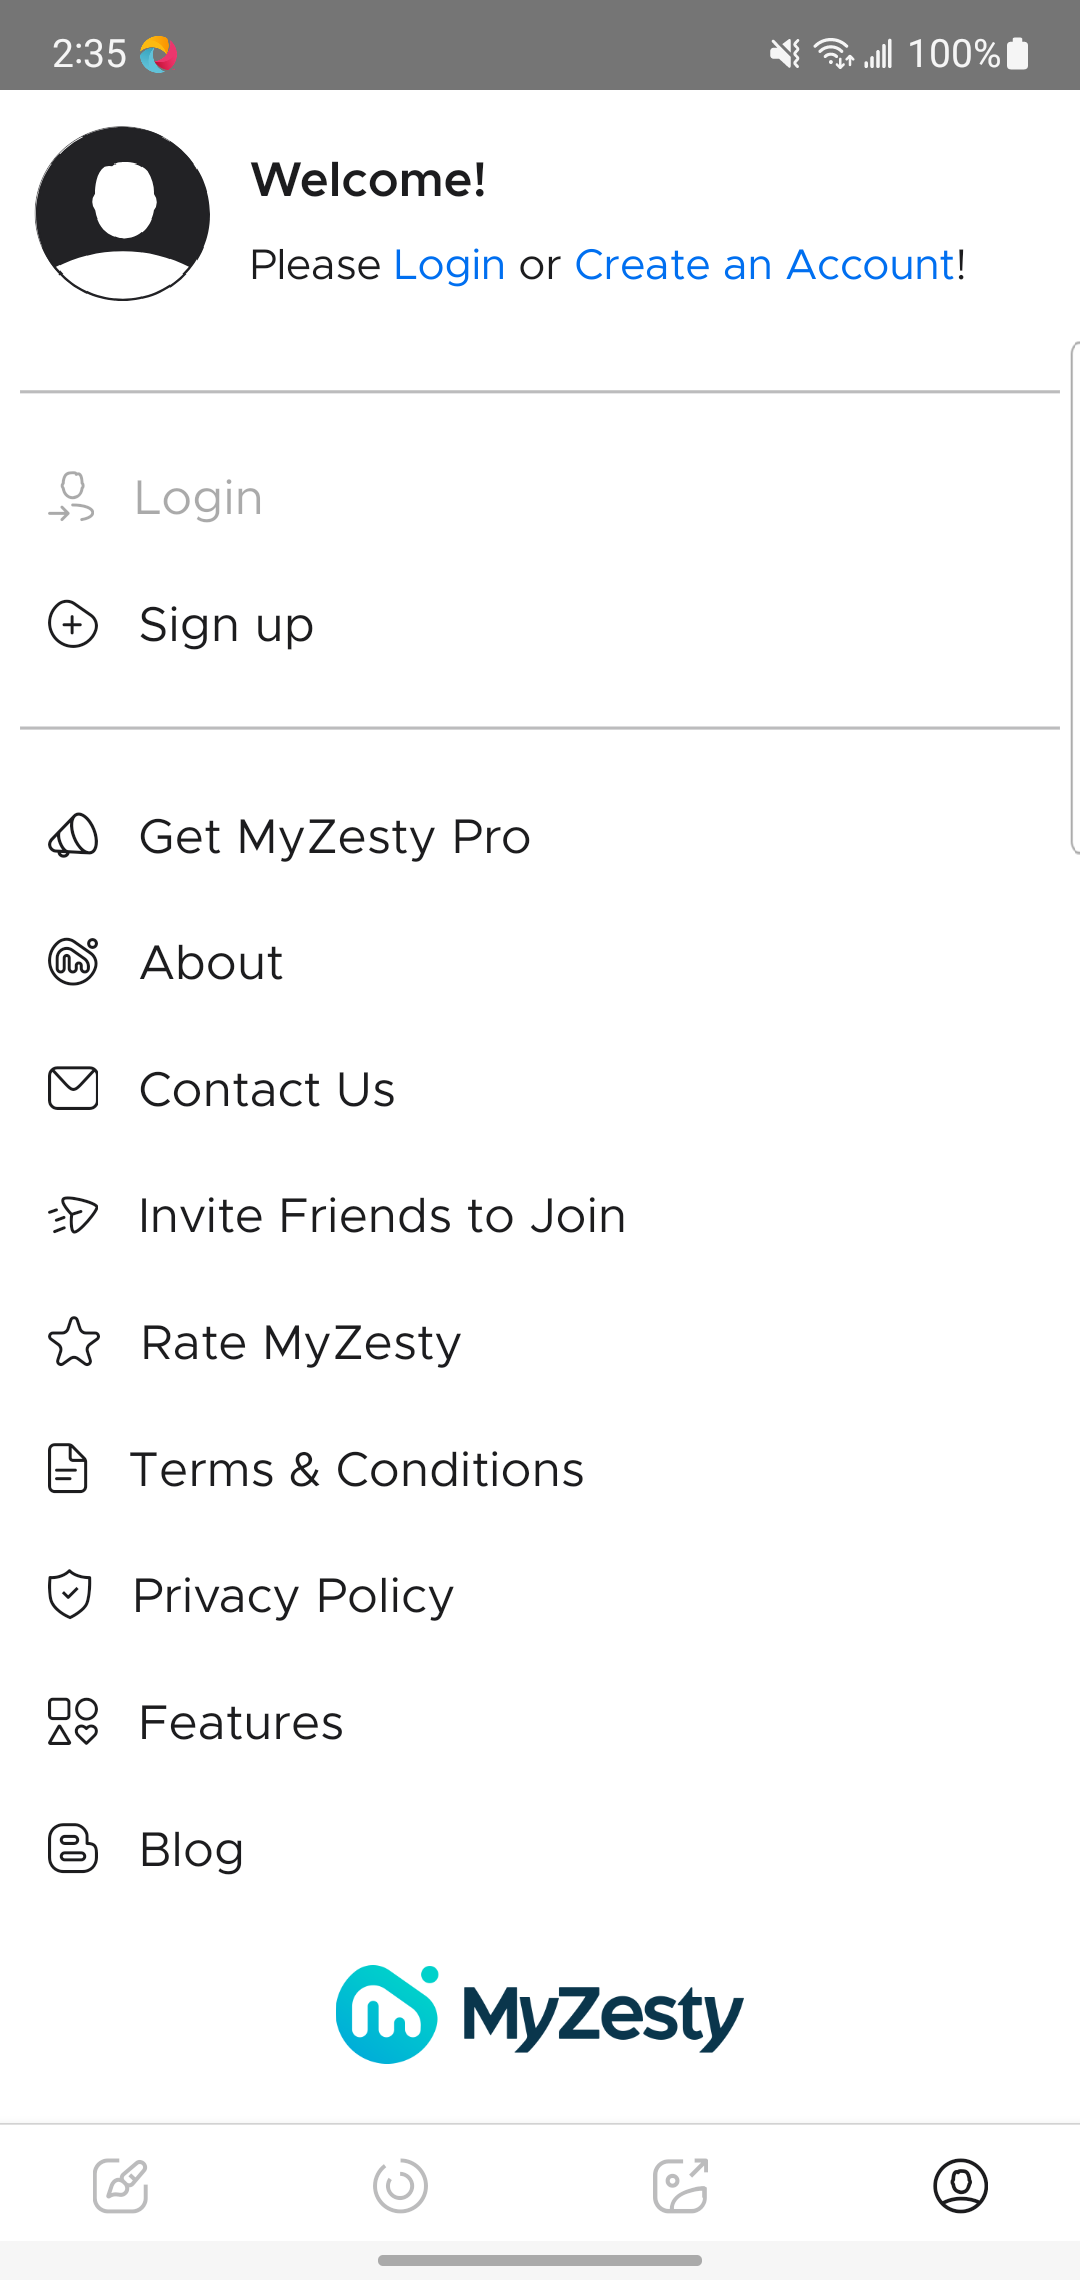 2:35 100%
Welcome!
Please Login or Create an Account!
Login
Sign up
Get MyZesty Pro
About
Contact Us
Invite Friends to Join
Rate MyZesty
Terms & Conditions
Privacy Policy
Features
Blog
MyZesty